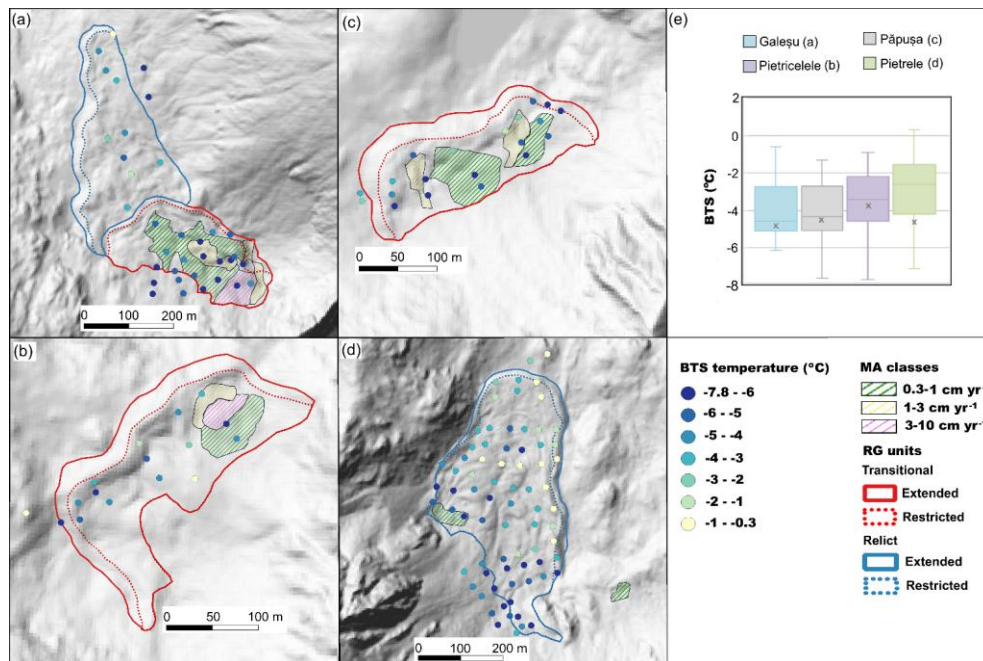 (a)
0 100 200 m
(c)
0 50 100 m
(e)
Galeșu (a)
Păpușa (c)
Pietricelele (b)
Pietrele (d)
BTS (°C)
2
0
-2
-4
-6
-8
(b)
0 50 100 m
(d)
0 100 200 m
BTS temperature (°C)
-7.8 - -6
-6 - -5
-5 - -4
-4 - -3
-3 - -2
-2 - -1
-1 - -0.3
MA classes
0.3-1 cm yr⁻
1-3 cm yr⁻¹
3-10 cm yr⁻
RG units
Transitional
Extended
Restricted
Relict
Extended
Restricted